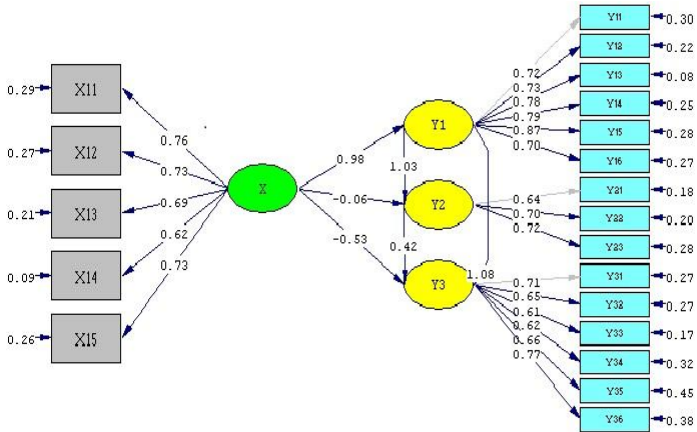 0.29
X11
0.27
X12
0.21
X13
0.09
X14
0.26
X15
0.76
0.73
0.69
0.62
0.73
X
0.98
-0.06
-0.53
Y1
1.03
Y2
0.42
Y3
1.08
0.72
0.73
0.78
0.79
0.87
0.70
0.64
0.70
0.72
0.71
0.65
0.61
0.62
0.66
0.77
Y11
0.30
Y12
0.22
Y13
0.08
Y14
0.25
Y15
0.28
Y16
0.27
Y21
0.18
Y22
0.20
Y23
0.28
Y31
0.27
Y32
0.27
Y33
0.17
Y34
0.32
Y35
0.45
Y36
0.38